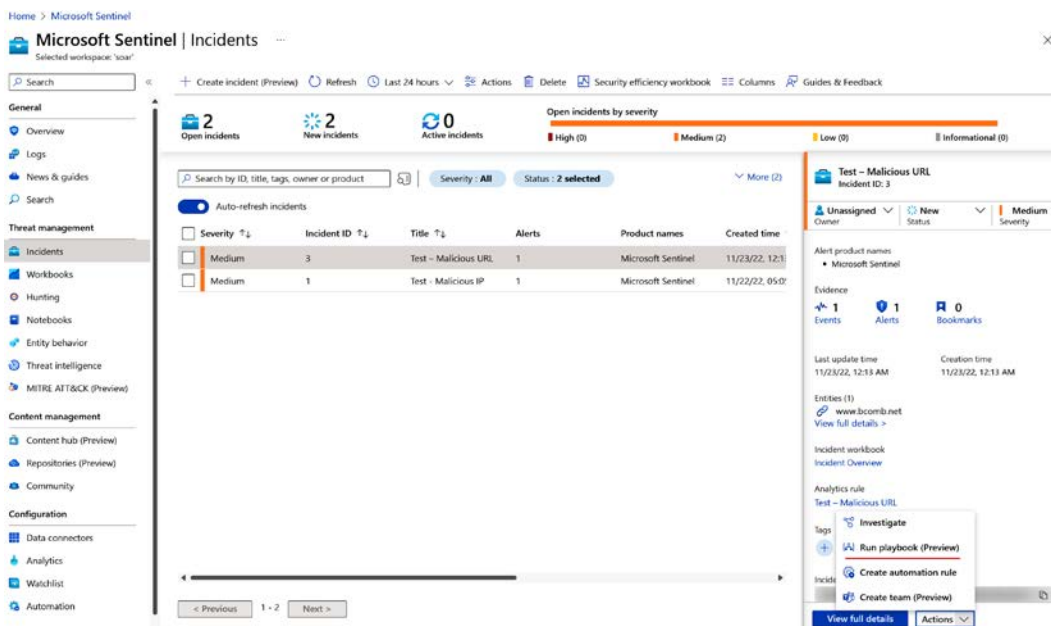 Home > Microsoft Sentinel
Microsoft Sentinel | Incidents ...
Selected workspace: 'soar'
Search
General
Overview
Logs
News & guides
Search
Threat management
Incidents
Workbooks
Hunting
Notebooks
Entity behavior
Threat intelligence
MITRE ATT&CK (Preview)
Content management
Content hub (Preview)
Repositories (Preview)
Community
Configuration
Data connectors
Analytics
Watchlist
Automation
Create incident (Preview) Refresh Last 24 hours Actions Delete Security efficiency workbook Columns Guides & Feedback
2 Open incidents
2 New incidents
0 Active incidents
Open incidents by severity
High (0) Medium (2) Low (0) Informational (0)
Search by ID, title, tags, owner or product Severity : All Status : 2 selected More (2)
Auto-refresh incidents
Severity Incident ID Title Alerts Product names Created time
Medium 3 Test – Malicious URL 1 Microsoft Sentinel 11/23/22, 12:1
Medium 1 Test - Malicious IP 1 Microsoft Sentinel 11/22/22, 05:0
< Previous 1 - 2 Next >
Test – Malicious URL
Incident ID: 3
Unassigned New Medium
Owner Status Severity
Alert product names
• Microsoft Sentinel
Evidence
1 1 0
Events Alerts Bookmarks
Last update time Creation time
11/23/22, 12:13 AM 11/23/22, 12:13 AM
Entities (1)
www.bcomb.net
View full details >
Incident workbook
Incident Overview
Analytics rule
Test – Malicious URL
Tags
Incide
Investigate
Run playbook (Preview)
Create automation rule
Create team (Preview)
View full details Actions